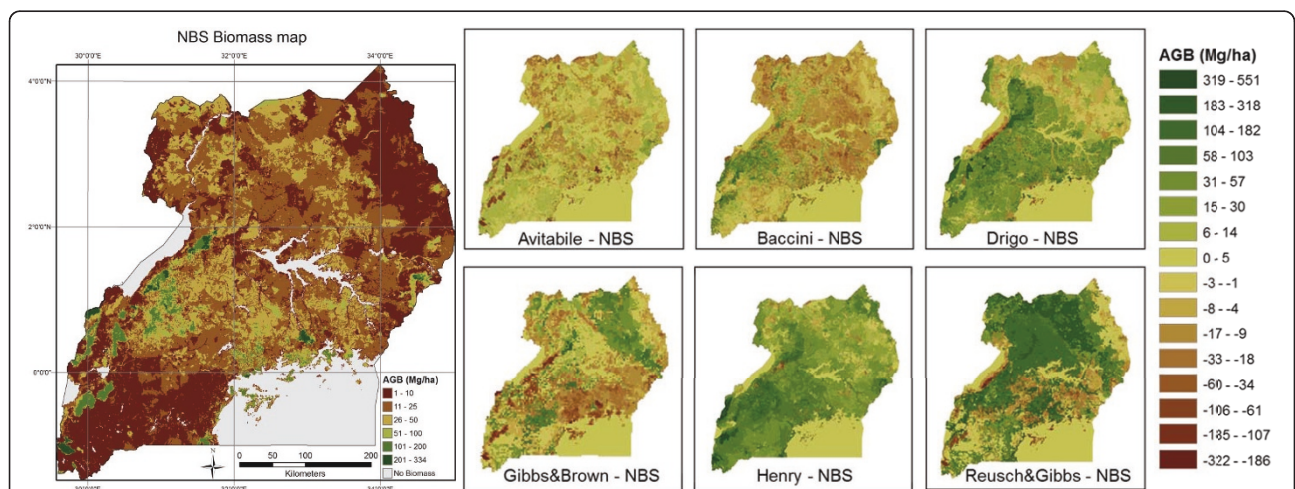 NBS Biomass map
30°0'0"E
32°0'0"E
34°0'0"E
4°0'0"N
2°0'0"N
0°0'0"
AGB (Mg/ha)
1 - 10
11 - 25
26 - 50
51 - 100
101 - 200
201 - 334
No Biomass
N
0 50 100 200
Kilometers
Avitabile - NBS
Baccini - NBS
Drigo - NBS
Gibbs&Brown - NBS
Henry - NBS
Reusch&Gibbs - NBS
AGB (Mg/ha)
319 - 551
183 - 318
104 - 182
58 - 103
31 - 57
15 - 30
6 - 14
0 - 5
-3 - -1
-8 - -4
-17 - -9
-33 - -18
-60 - -34
-106 - -61
-185 - -107
-322 - -186